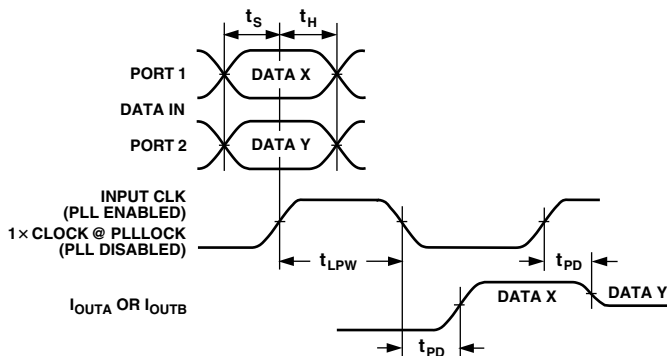 tS tH
PORT 1 DATA X
DATA IN
PORT 2 DATA Y
INPUT CLK
(PLL ENABLED)
1× CLOCK @ PLLLOCK
(PLL DISABLED)
tLPW
tPD
IOUTA OR IOUTB DATA X DATA Y
tPD